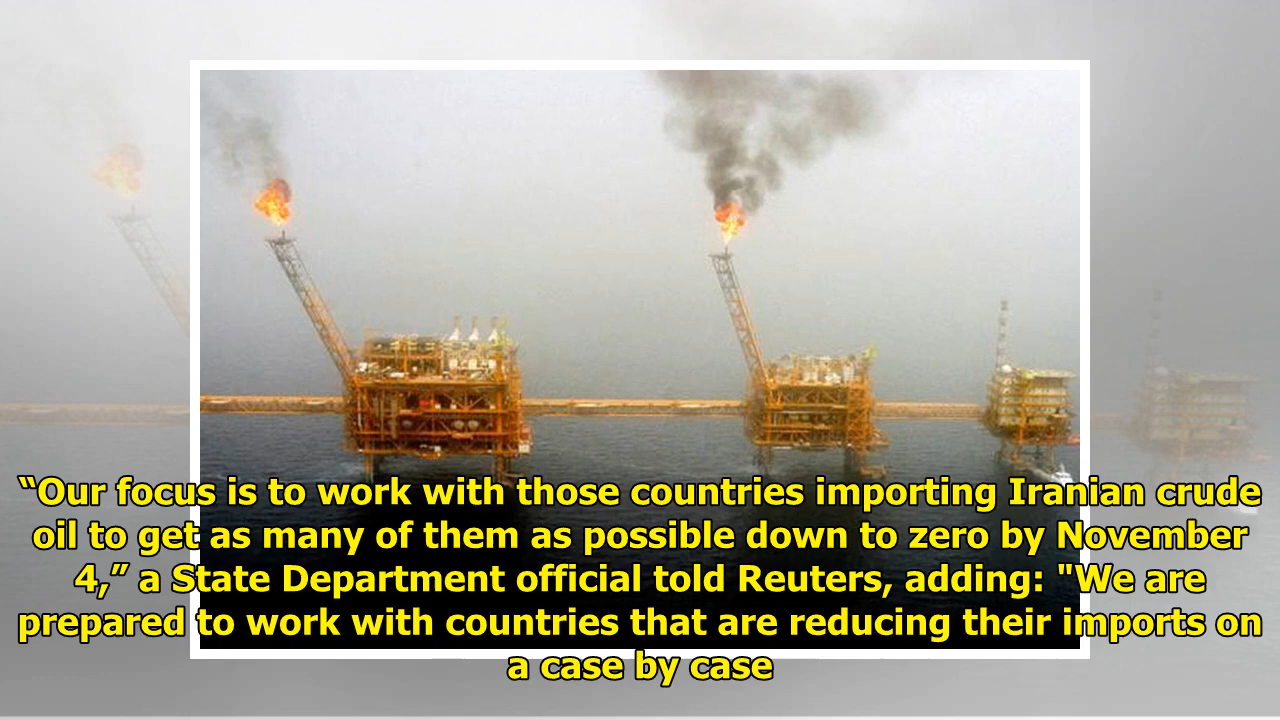 “Our focus is to work with those countries importing Iranian crude
oil to get as many of them as possible down to zero by November
4,” a State Department official told Reuters, adding: "We are
prepared to work with countries that are reducing their imports on
a case by case